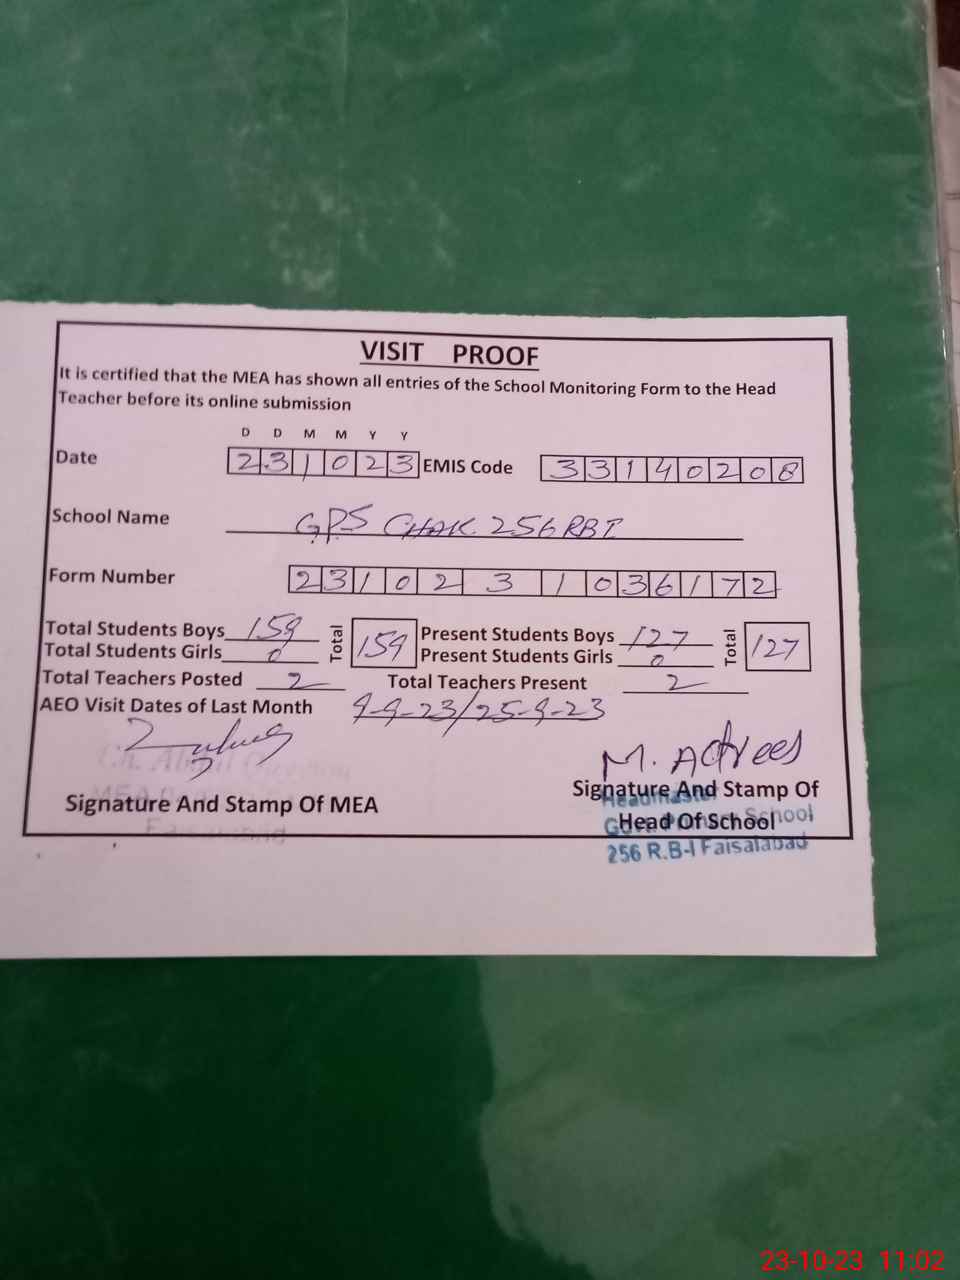 VISIT PROOF
It is certified that the MEA has shown all entries of the School Monitoring Form to the Head
Teacher before its online submission
D D M M Y Y
Date 231023 EMIS Code 33140208
School Name GPS CHAK 256 RB I
Form Number 231023 1036172
Total Students Boys 159 Total 159 Present Students Boys 127 Total 127
Total Students Girls 0 Present Students Girls 0
Total Teachers Posted 2 Total Teachers Present 2
AEO Visit Dates of Last Month 9-9-23/25-9-23
M. Adrees
Signature And Stamp Of MEA Signature And Stamp Of
Head Of School
Headmaster
Govt. Primary School
256 R.B-I Faisalabad
23-10-23 11:02